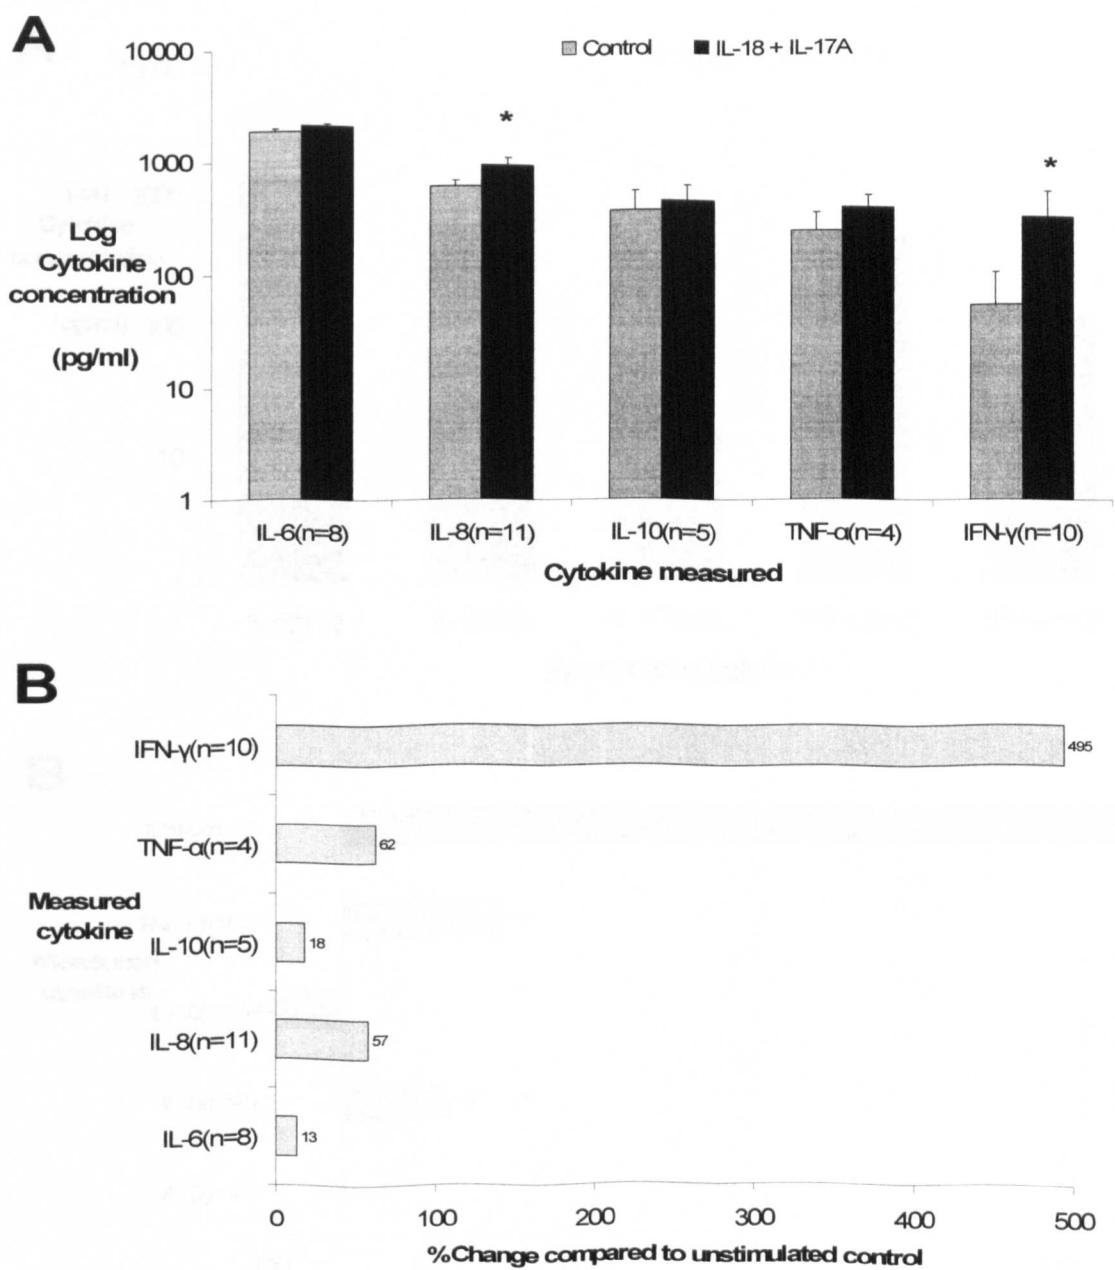 A
10000
Control
IL-18 + IL-17A
*
1000
*
Log
Cytokine
concentration
(pg/ml)
100
10
1
IL-6(n=8)
IL-8(n=11)
IL-10(n=5)
TNF-α(n=4)
IFN-γ(n=10)
Cytokine measured
B
IFN-γ(n=10)
495
TNF-α(n=4)
62
Measured
cytokine
IL-10(n=5)
18
IL-8(n=11)
57
IL-6(n=8)
13
0
100
200
300
400
500
%Change compared to unstimulated control